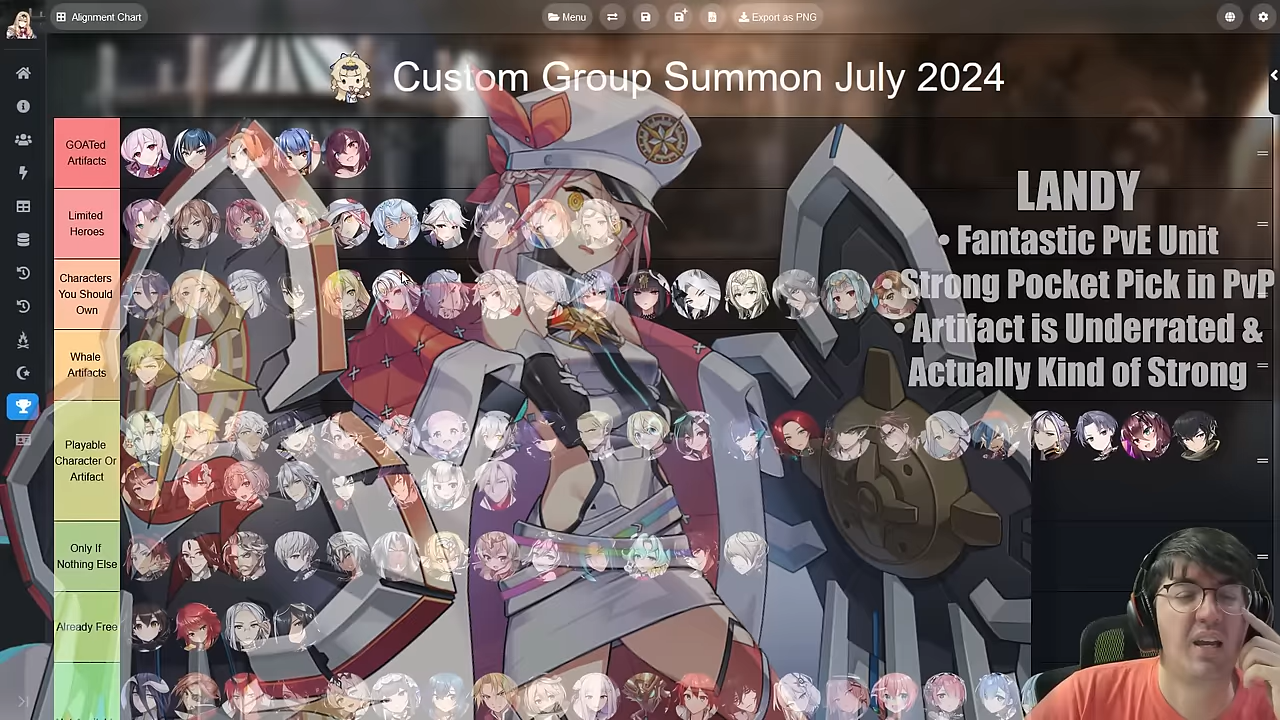 Alignment Chart
Menu
Export as PNG
Custom Group Summon July 2024
GOATed
Artifacts
Limited
Heroes
Characters
You Should
Own
Whale
Artifacts
Playable
Character Or
Artifact
Only If
Nothing Else
Already Free
LANDY
• Fantastic PvE Unit
• Strong Pocket Pick in PvP
• Artifact is Underrated &
Actually Kind of Strong